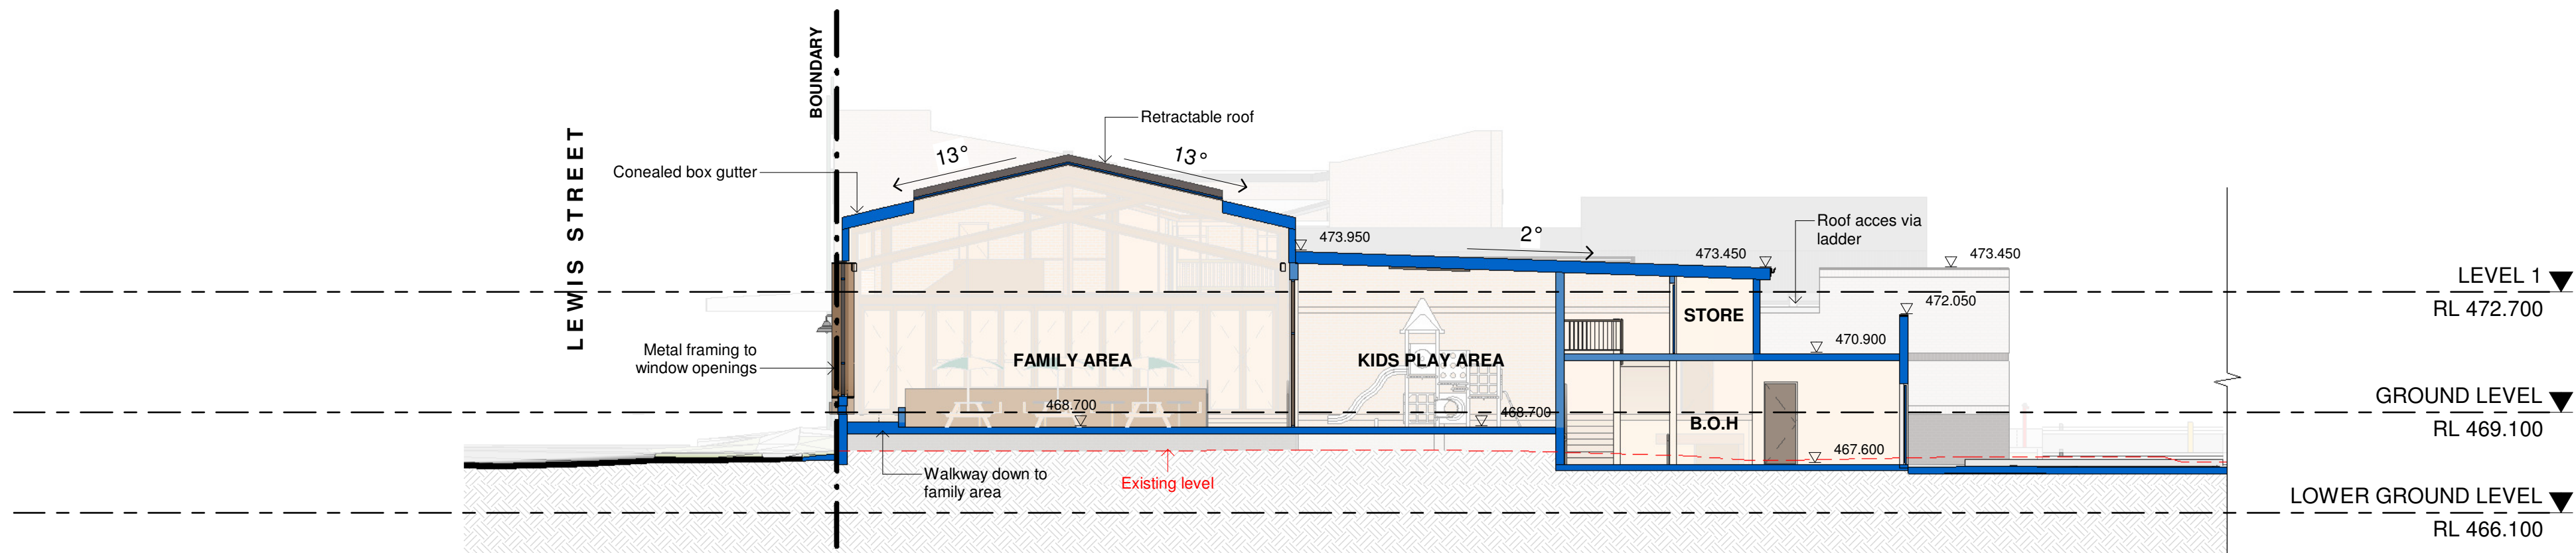 BOUNDARY
LEWIS STREET
Conealed box gutter
13°
13°
Retractable roof
473.950
2°
473.450
Roof acces via
ladder
473.450
472.050
LEVEL 1
RL 472.700
STORE
470.900
Metal framing to
window openings
FAMILY AREA
KIDS PLAY AREA
468.700
468.700
B.O.H
467.600
GROUND LEVEL
RL 469.100
Walkway down to
family area
Existing level
LOWER GROUND LEVEL
RL 466.100